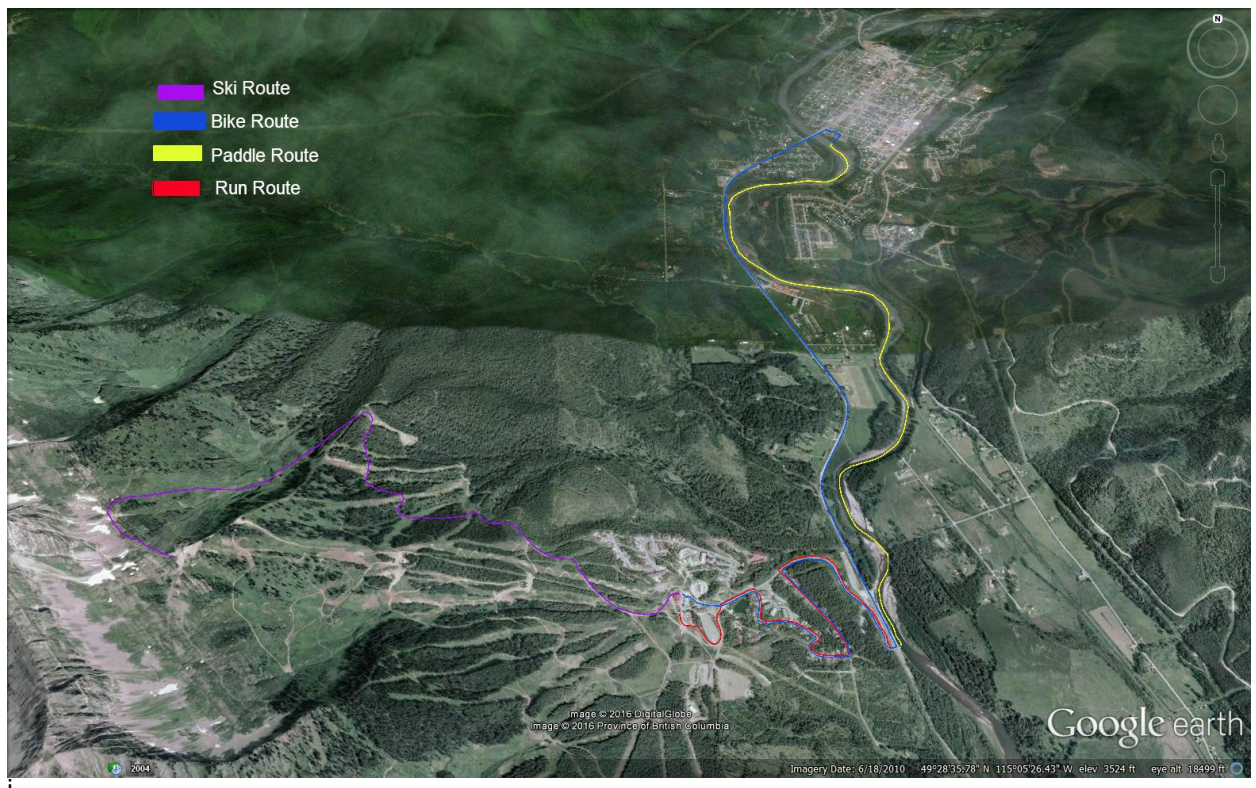 N
Ski Route
Bike Route
Paddle Route
Run Route
Image © 2016 DigitalGlobe
Image © 2016 Province of British Columbia
Google earth
2004
Imagery Date: 6/18/2010 49°28'35.78" N 115°05'26.43" W elev 3524 ft eye alt 18499 ft